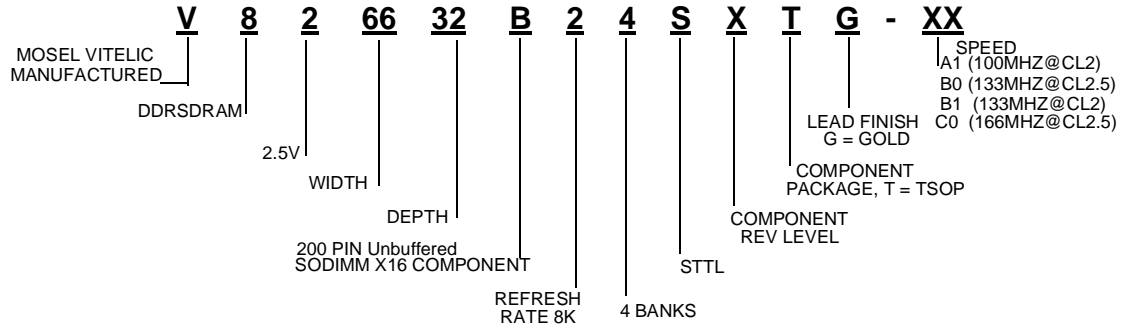 V 8 2 66 32 B 2 4 S X T G - XX
MOSEL VITELIC
MANUFACTURED
DDRSDRAM
2.5V
WIDTH
DEPTH
200 PIN Unbuffered
SODIMM X16 COMPONENT
REFRESH
RATE 8K
4 BANKS
STTL
COMPONENT
REV LEVEL
COMPONENT
PACKAGE, T = TSOP
LEAD FINISH
G = GOLD
SPEED
A1 (100MHZ@CL2)
B0 (133MHZ@CL2.5)
B1 (133MHZ@CL2)
C0 (166MHZ@CL2.5)